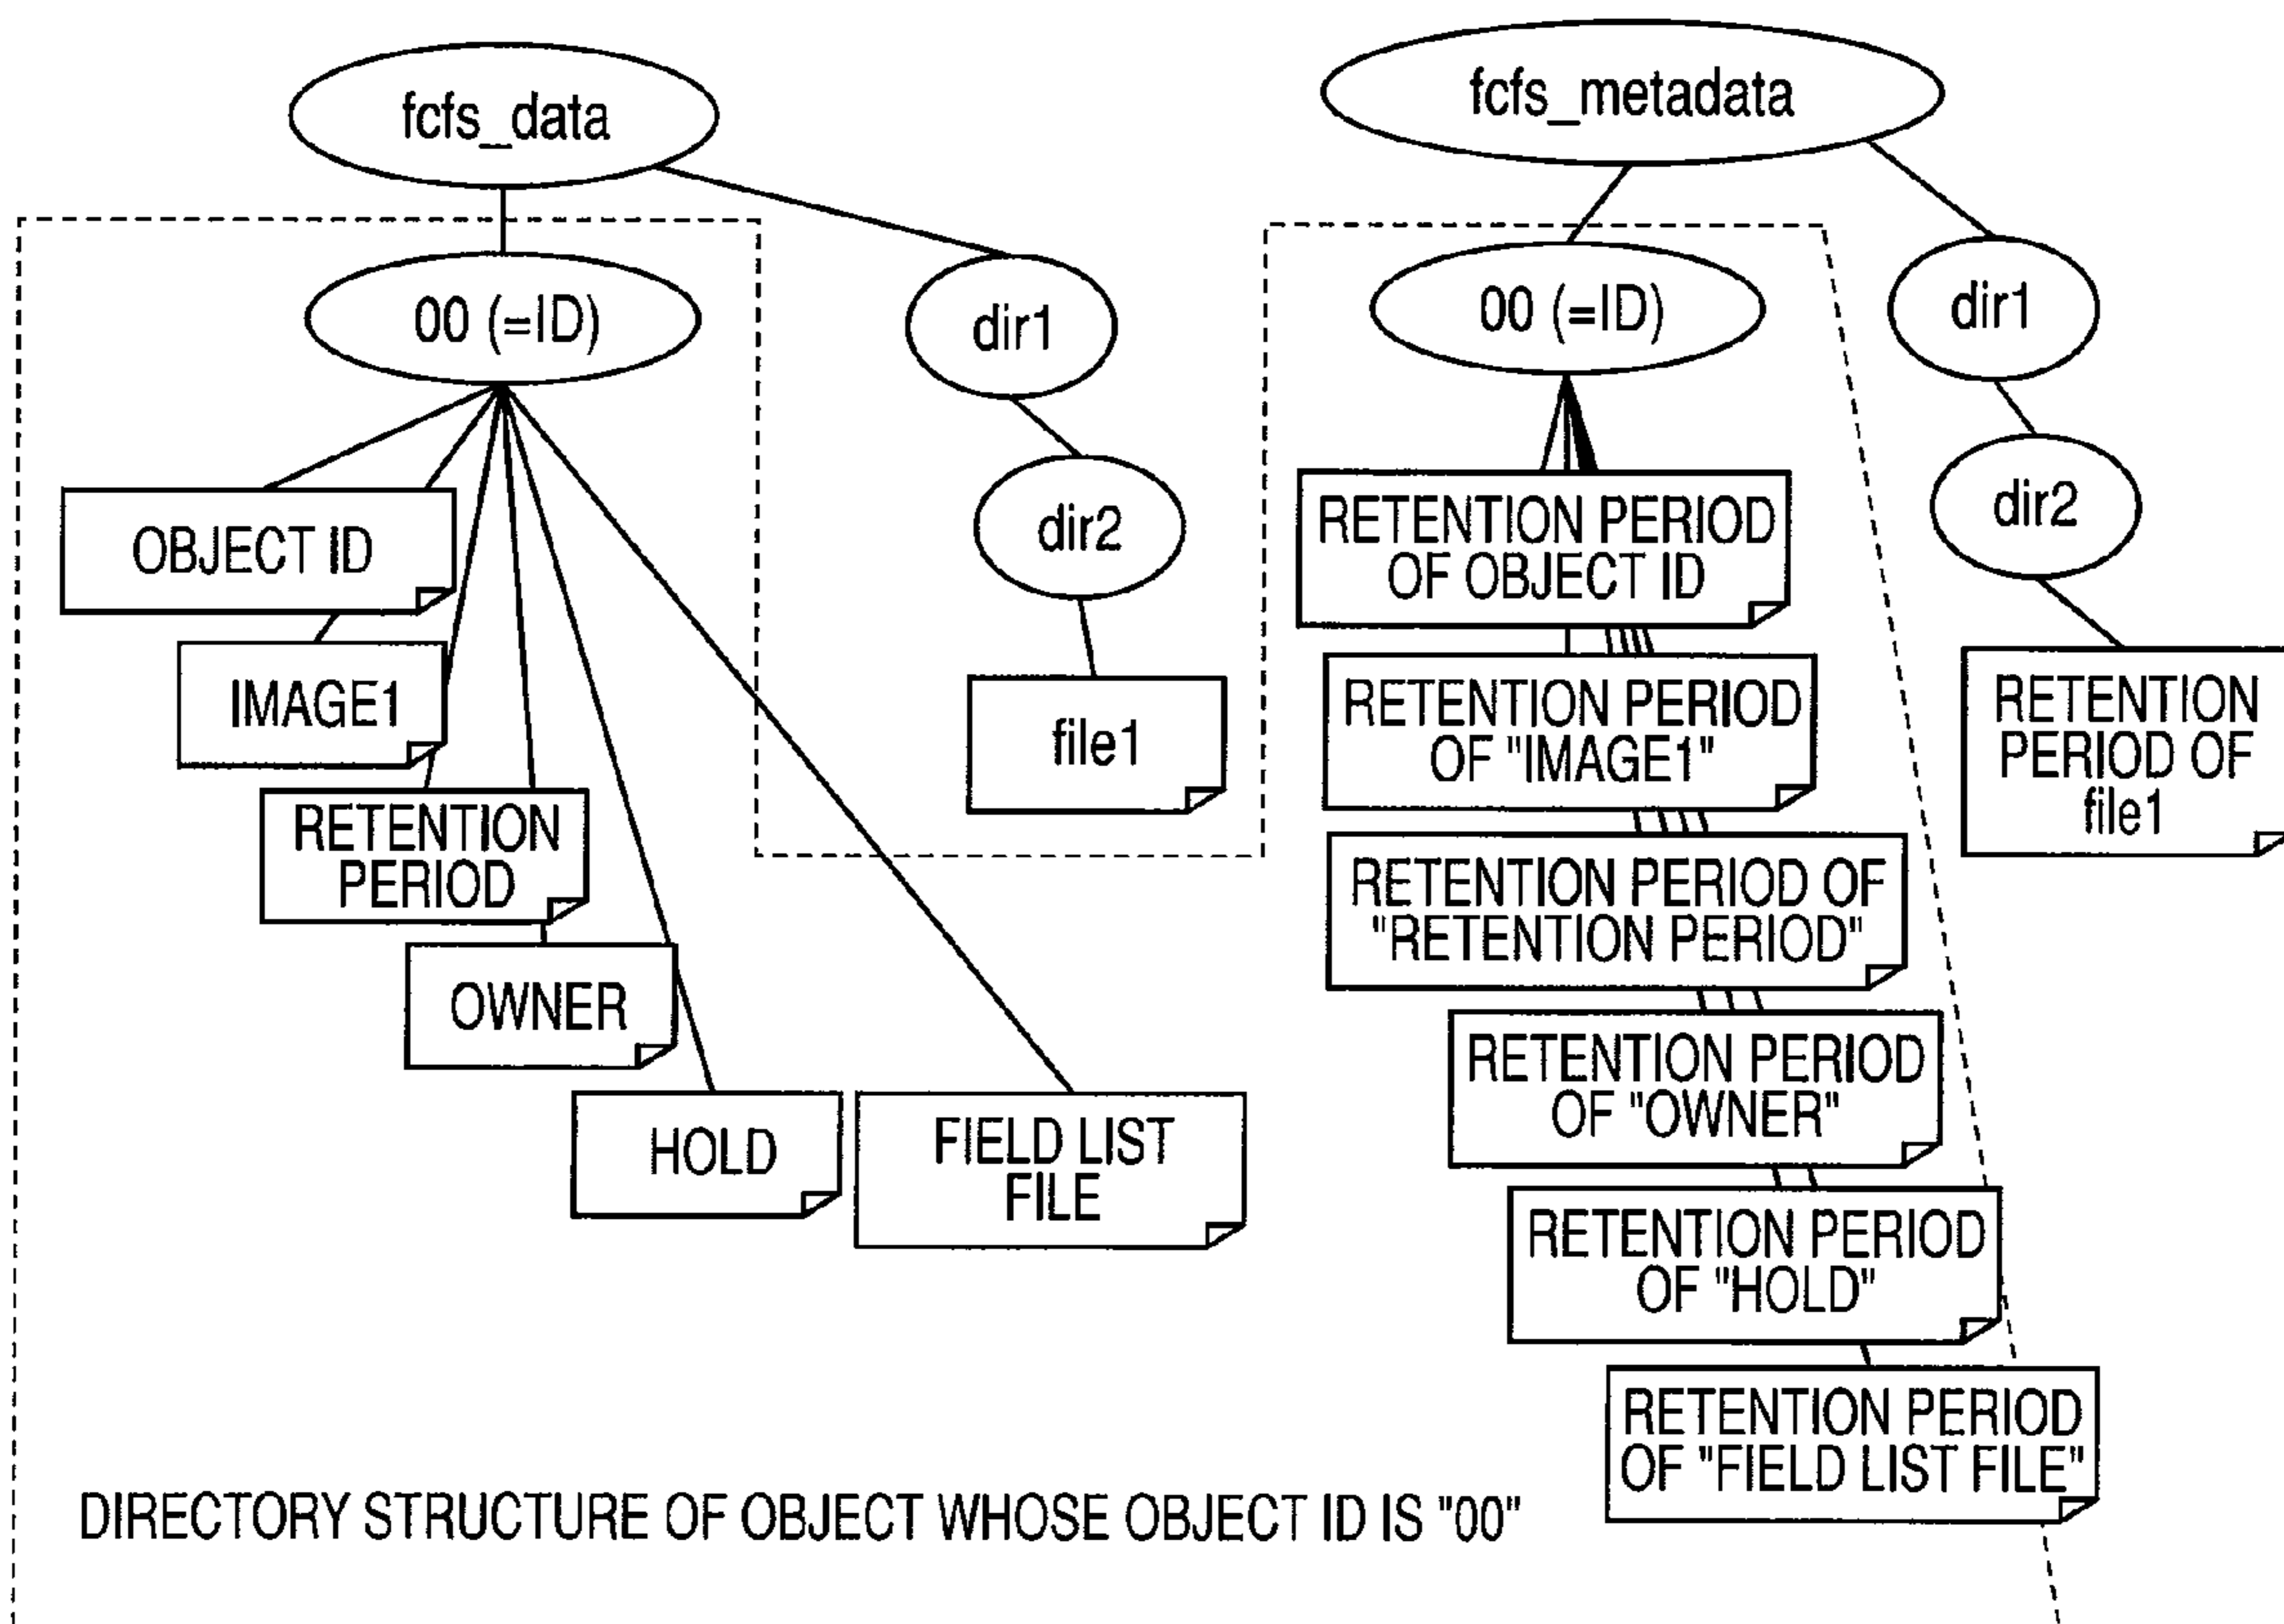 fcfs_data
00 (=ID)
dir1
dir2
file1
OBJECT ID
IMAGE1
RETENTION
PERIOD
OWNER
HOLD
FIELD LIST
FILE
fcfs_metadata
00 (=ID)
dir1
dir2
RETENTION
PERIOD OF
file1
RETENTION PERIOD
OF OBJECT ID
RETENTION PERIOD
OF "IMAGE1"
RETENTION PERIOD OF
"RETENTION PERIOD"
RETENTION PERIOD
OF "OWNER"
RETENTION PERIOD
OF "HOLD"
RETENTION PERIOD
OF "FIELD LIST FILE"
DIRECTORY STRUCTURE OF OBJECT WHOSE OBJECT ID IS "00"